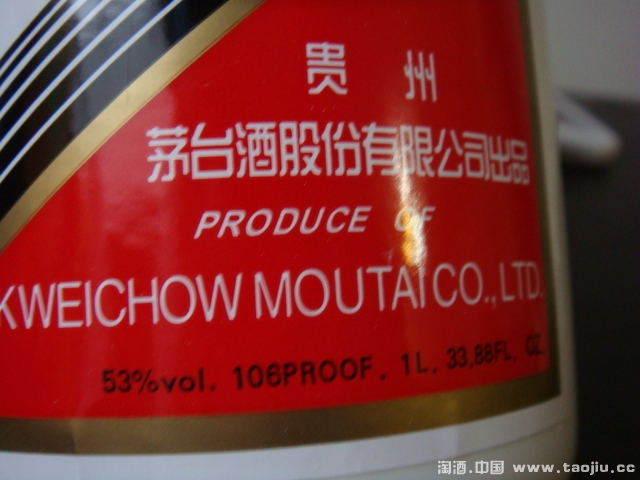 贵 州
茅台酒股份有限公司出品
PRODUCE OF
KWEICHOW MOUTAI CO., LTD.
53%vol. 106PROOF. 1L. 33.88FL. OZ
淘酒.中国 www.taojiu.cc